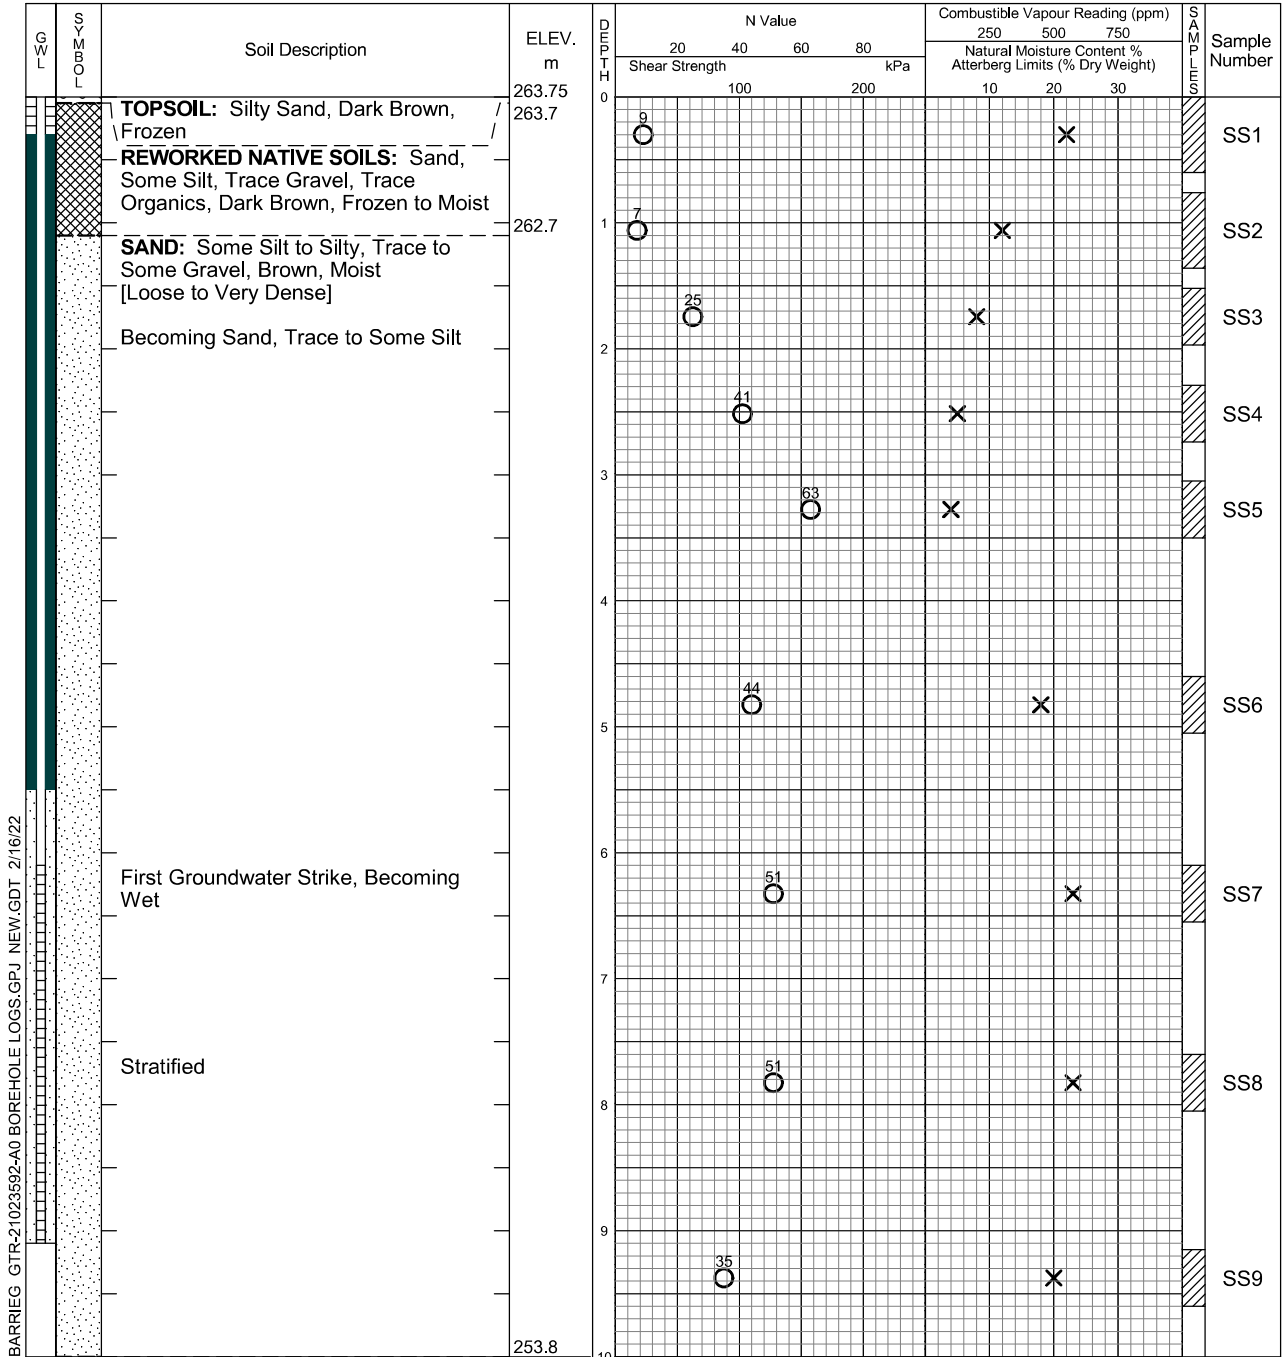 GWL
SYMBOL
Soil Description
ELEV.
m
DEPTH
N Value
20 40 60 80
Shear Strength kPa
100 200
Combustible Vapour Reading (ppm)
250 500 750
Natural Moisture Content %
Atterberg Limits (% Dry Weight)
10 20 30
SAMPLES
Sample
Number
263.75
0
TOPSOIL: Silty Sand, Dark Brown,
Frozen
263.7
9
SS1
REWORKED NATIVE SOILS: Sand,
Some Silt, Trace Gravel, Trace
Organics, Dark Brown, Frozen to Moist
262.7
1
7
SS2
SAND: Some Silt to Silty, Trace to
Some Gravel, Brown, Moist
[Loose to Very Dense]
25
SS3
Becoming Sand, Trace to Some Silt
2
41
SS4
3
63
SS5
4
44
SS6
5
6
First Groundwater Strike, Becoming
Wet
51
SS7
7
Stratified
51
SS8
8
9
35
SS9
253.8
10
BARRIEG GTR-21023592-A0 BOREHOLE LOGS.GPJ NEW.GDT 2/16/22